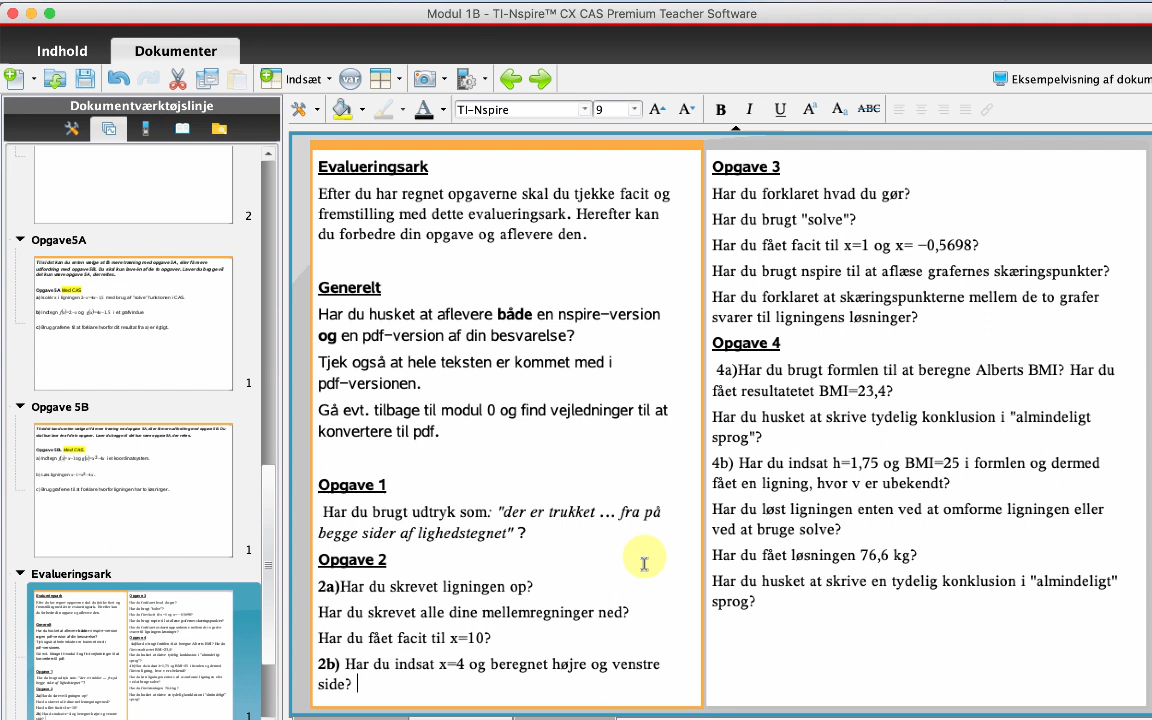 Modul 1B - TI-Nspire™ CX CAS Premium Teacher Software
Indhold
Dokumenter
Indsæt
var
Eksempelvisning af dokum
Dokumentværktøjslinje
TI-Nspire
9
B I U A A ABC
2
Opgave5A
Opgave 5A Med CAS
1
Opgave 5B
Opgave 5B Med CAS
1
Evalueringsark
1
Evalueringsark
Efter du har regnet opgaverne skal du tjekke facit og
fremstilling med dette evalueringsark. Herefter kan
du forbedre din opgave og aflevere den.
Generelt
Har du husket at aflevere både en nspire-version
og en pdf-version af din besvarelse?
Tjek også at hele teksten er kommet med i
pdf-versionen.
Gå evt. tilbage til modul 0 og find vejledninger til at
konvertere til pdf.
Opgave 1
Har du brugt udtryk som: "der er trukket ... fra på
begge sider af lighedstegnet" ?
Opgave 2
2a)Har du skrevet ligningen op?
Har du skrevet alle dine mellemregninger ned?
Har du fået facit til x=10?
2b) Har du indsat x=4 og beregnet højre og venstre
side?
Opgave 3
Har du forklaret hvad du gør?
Har du brugt "solve"?
Har du fået facit til x=1 og x= −0,5698?
Har du brugt nspire til at aflæse grafernes skæringspunkter?
Har du forklaret at skæringspunkterne mellem de to grafer
svarer til ligningens løsninger?
Opgave 4
4a)Har du brugt formlen til at beregne Alberts BMI? Har du
fået resultatetet BMI=23,4?
Har du husket at skrive tydelig konklusion i "almindeligt
sprog"?
4b) Har du indsat h=1,75 og BMI=25 i formlen og dermed
fået en ligning, hvor v er ubekendt?
Har du løst ligningen enten ved at omforme ligningen eller
ved at bruge solve?
Har du fået løsningen 76,6 kg?
Har du husket at skrive en tydelig konklusion i "almindeligt"
sprog?